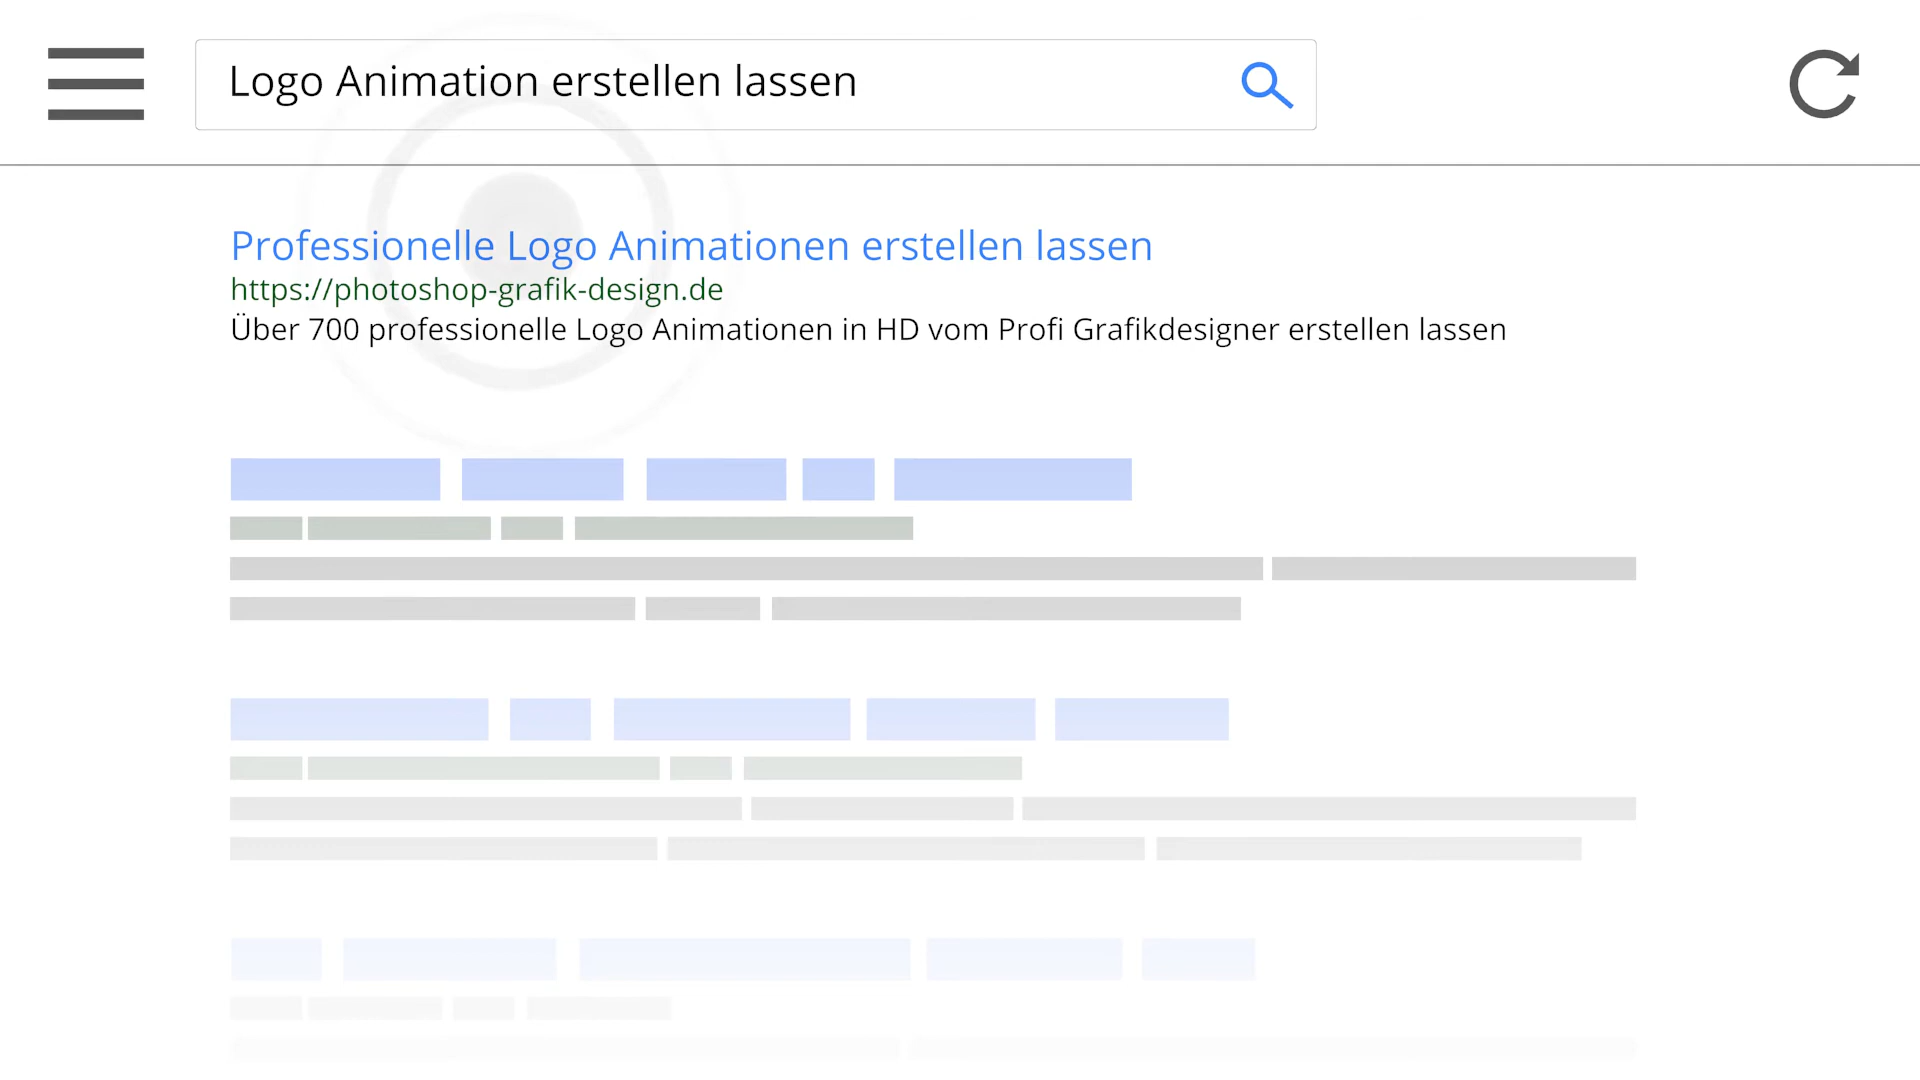 Logo Animation erstellen lassen
Professionelle Logo Animationen erstellen lassen
https://photoshop-grafik-design.de
Über 700 professionelle Logo Animationen in HD vom Profi Grafikdesigner erstellen lassen